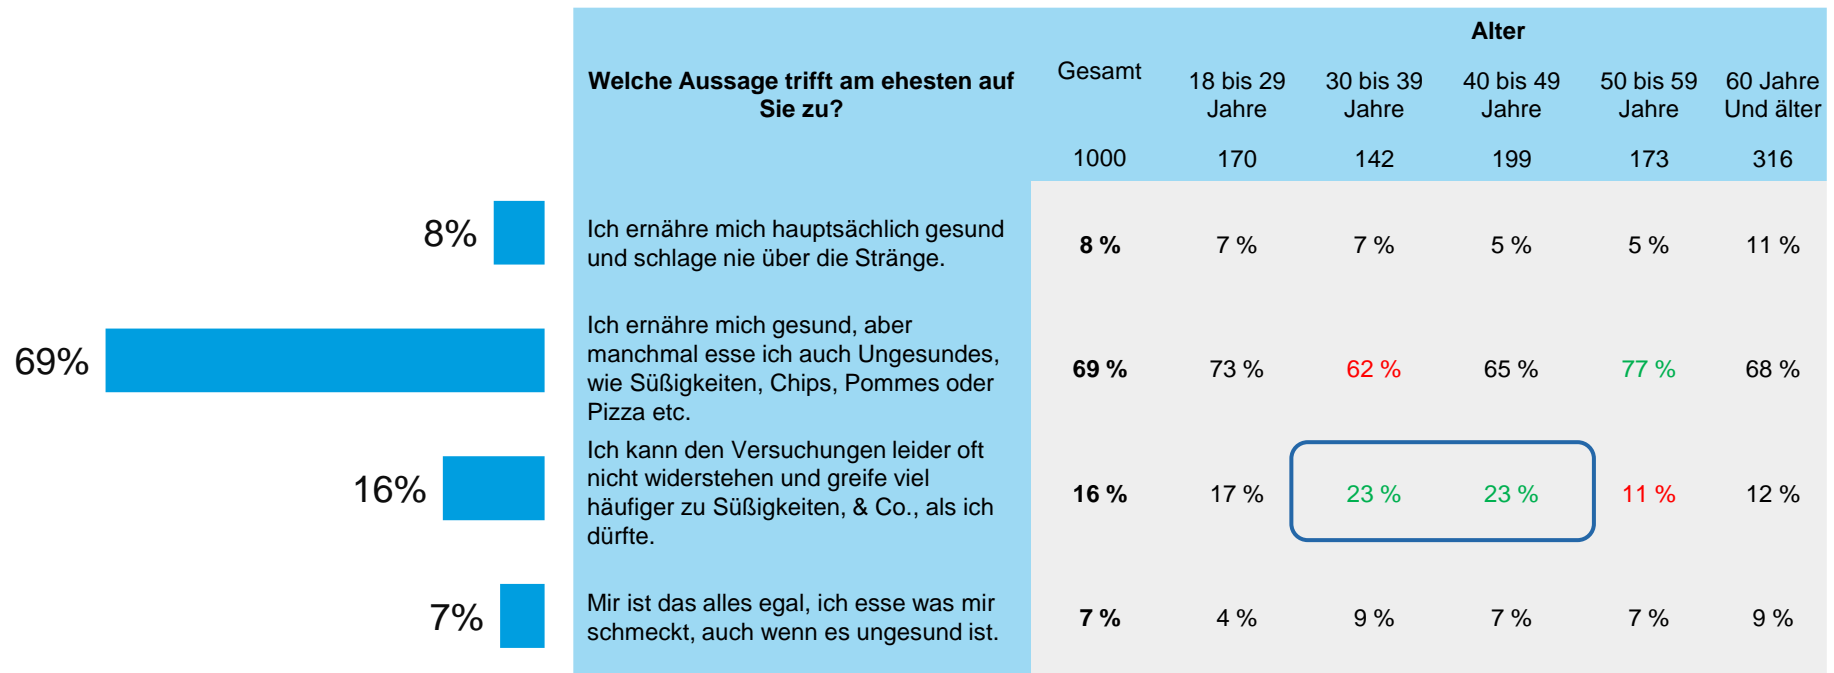 Alter
Welche Aussage trifft am ehesten auf
Sie zu?
Gesamt
18 bis 29
Jahre
30 bis 39
Jahre
40 bis 49
Jahre
50 bis 59
Jahre
60 Jahre
Und älter
1000 170 142 199 173 316
8%
Ich ernähre mich hauptsächlich gesund
und schlage nie über die Stränge.
8 % 7 % 7 % 5 % 5 % 11 %
69%
Ich ernähre mich gesund, aber
manchmal esse ich auch Ungesundes,
wie Süßigkeiten, Chips, Pommes oder
Pizza etc.
69 % 73 % 62 % 65 % 77 % 68 %
16%
Ich kann den Versuchungen leider oft
nicht widerstehen und greife viel
häufiger zu Süßigkeiten, & Co., als ich
dürfte.
16 % 17 % 23 % 23 % 11 % 12 %
7%
Mir ist das alles egal, ich esse was mir
schmeckt, auch wenn es ungesund ist.
7 % 4 % 9 % 7 % 7 % 9 %